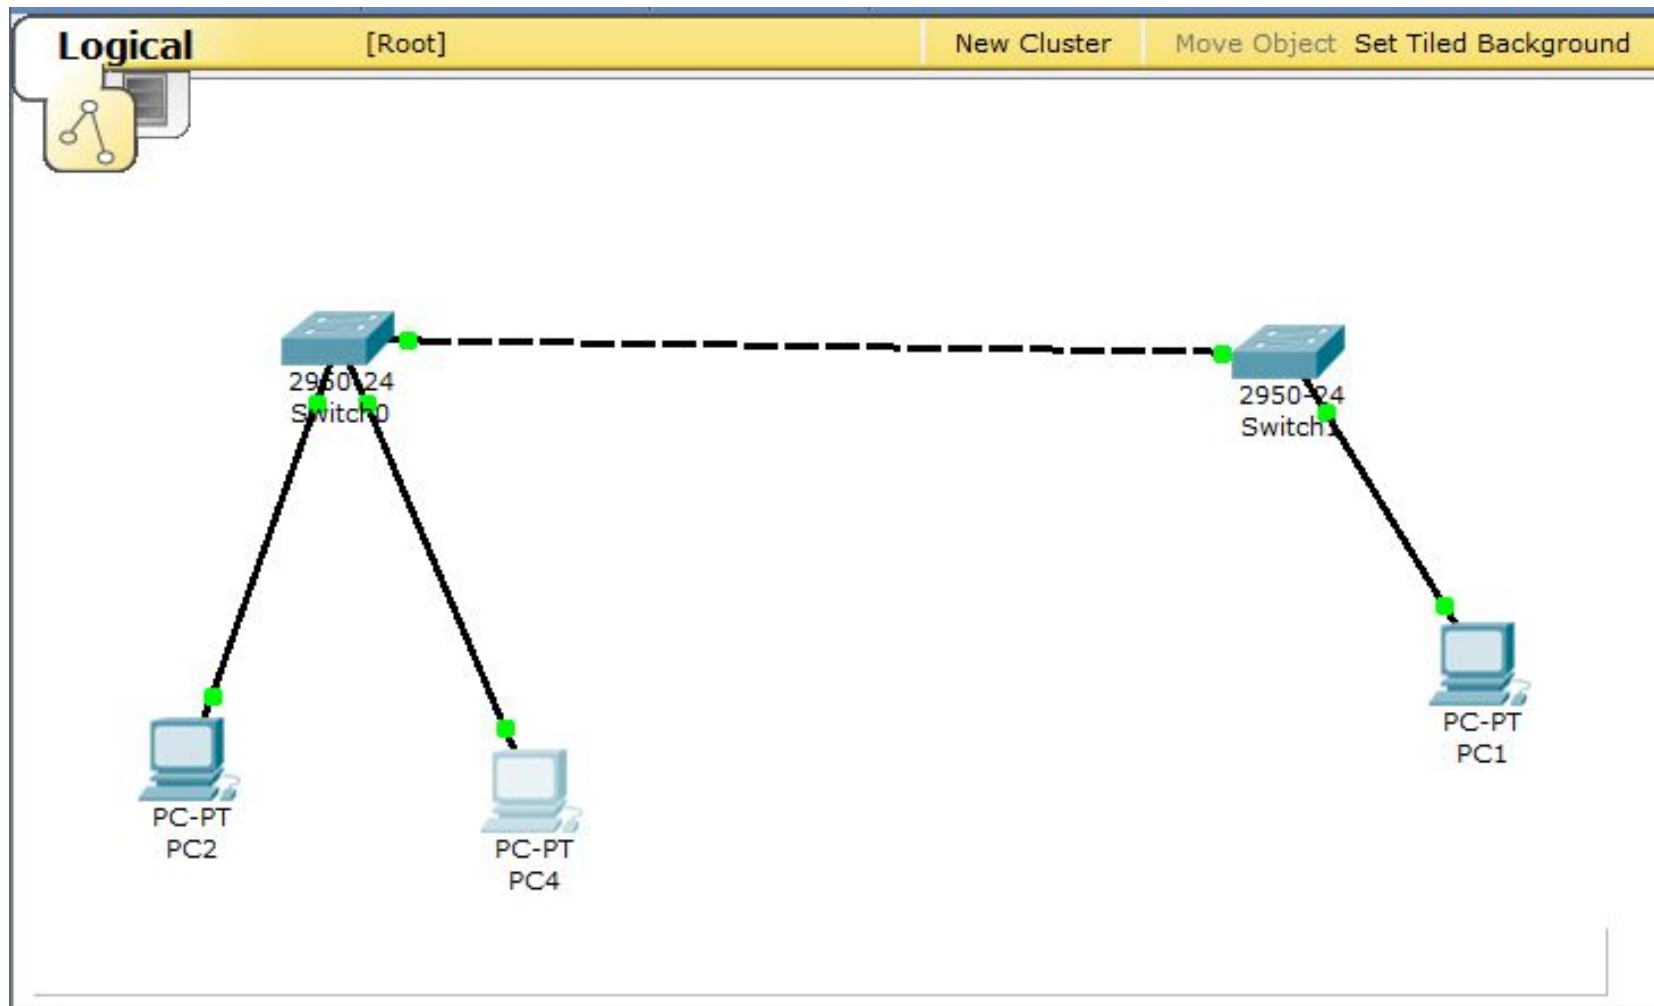 Logical [Root] New Cluster Move Object Set Tiled Background
2950-24
Switch0
2950-24
Switch1
PC-PT
PC1
PC-PT
PC2
PC-PT
PC4